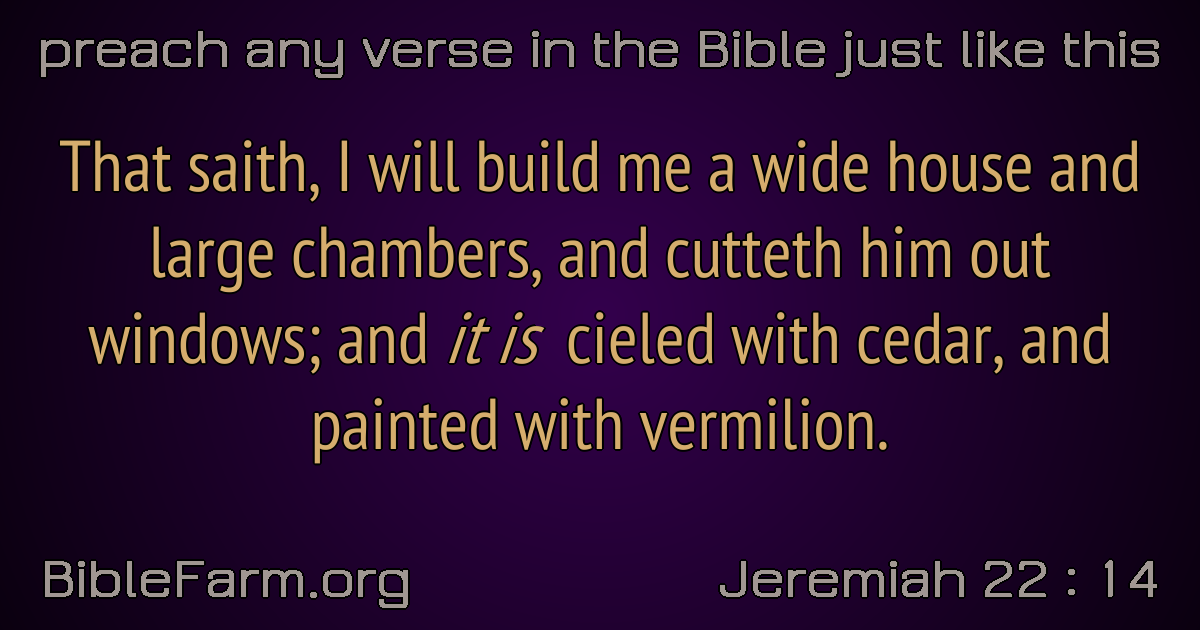 preach any verse in the Bible just like this
That saith, I will build me a wide house and
large chambers, and cutteth him out
windows; and it is cieled with cedar, and
painted with vermilion.
BibleFarm.org
Jeremiah 22 : 14